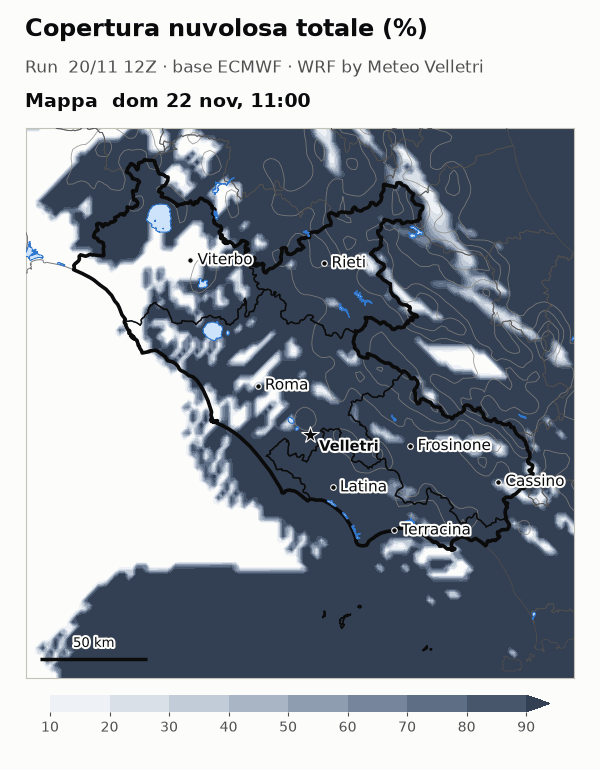 Copertura nuvolosa totale (%)
Run  20/11 12Z · base ECMWF · WRF by Meteo Velletri
Mappa  dom 22 nov, 11:00
Viterbo
Rieti
Roma
Velletri
Frosinone
Cassino
Latina
Terracina
50 km
10 20 30 40 50 60 70 80 90